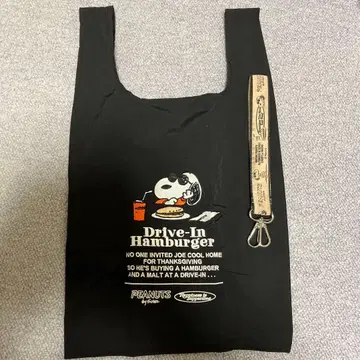 Drive-In
Hamburger
NO ONE INVITED JOE COOL HOME
FOR THANKSGIVING
SO HE'S BUYING A HAMBURGER
AND A MALT AT A DRIVE-IN...
PEANUTS